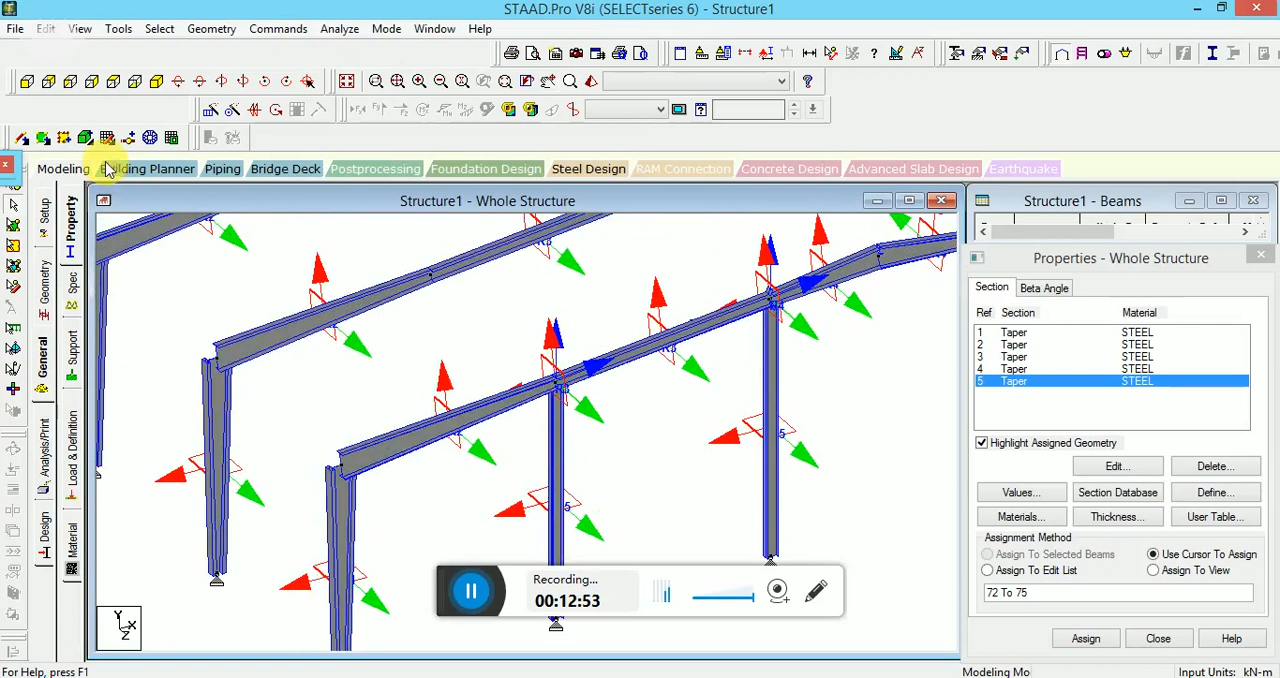 STAAD.Pro V8i (SELECTseries 6) - Structure1
File Edit View Tools Select Geometry Commands Analyze Mode Window Help
Modeling Building Planner Piping Bridge Deck Postprocessing Foundation Design Steel Design RAM Connection Concrete Design Advanced Slab Design Earthquake
Structure1 - Whole Structure
Structure1 - Beams
Setup
Geometry
General
Analysis/Print
Design
Property
Spec
Support
Load & Definition
Material
5
5
Y
X
Z
Recording...
00:12:53
Properties - Whole Structure
Section Beta Angle
Ref Section Material
1 Taper STEEL
2 Taper STEEL
3 Taper STEEL
4 Taper STEEL
5 Taper STEEL
Highlight Assigned Geometry
Edit... Delete...
Values... Section Database Define...
Materials... Thickness... User Table...
Assignment Method
Assign To Selected Beams Use Cursor To Assign
Assign To Edit List Assign To View
72 To 75
Assign Close Help
For Help, press F1
Modeling Mo
Input Units: kN-m